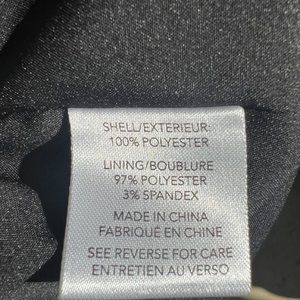 SHELL/EXTERIEUR:
100% POLYESTER
LINING/BOUBLURE
97% POLYESTER
3% SPANDEX
MADE IN CHINA
FABRIQUÉ EN CHINE
SEE REVERSE FOR CARE
ENTRETIEN AU VERSO